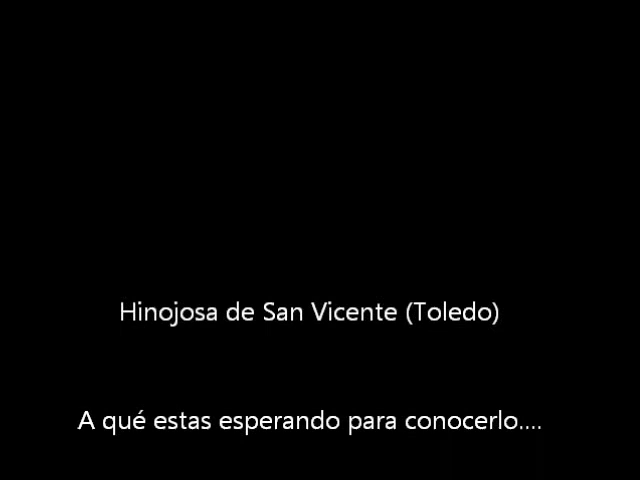 Hinojosa de San Vicente (Toledo)
A qué estas esperando para conocerlo....